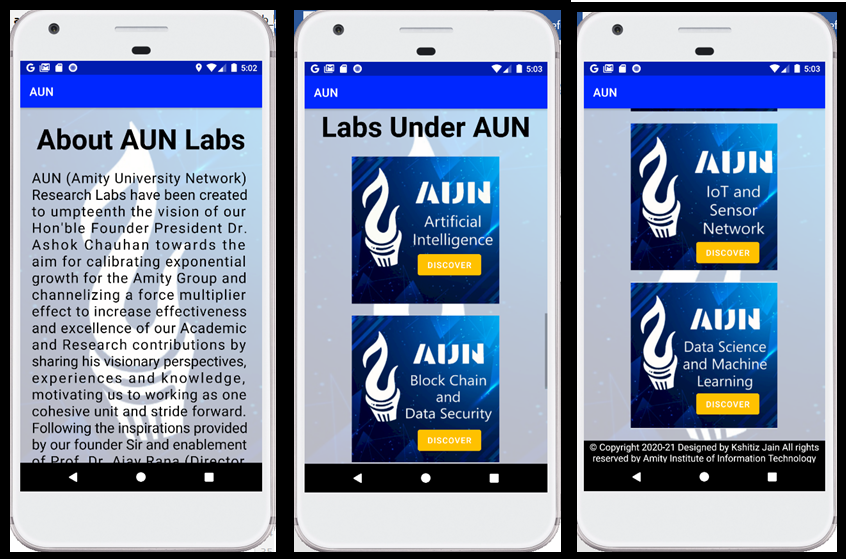 5:02
AUN
About AUN Labs
AUN (Amity University Network)
Research Labs have been created
to umpteenth the vision of our
Hon'ble Founder President Dr.
Ashok Chauhan towards the
aim for calibrating exponential
growth for the Amity Group and
channelizing a force multiplier
effect to increase effectiveness
and excellence of our Academic
and Research contributions by
sharing his visionary perspectives,
experiences and knowledge,
motivating us to working as one
cohesive unit and stride forward.
Following the inspirations provided
by our founder Sir and enablement
of Prof. Dr. Ajay Rana (Director,
5:03
AUN
Labs Under AUN
AUN
Artificial
Intelligence
DISCOVER
AUN
Block Chain
and
Data Security
DISCOVER
5:03
AUN
AUN
IoT and
Sensor
Network
DISCOVER
AUN
Data Science
and Machine
Learning
DISCOVER
© Copyright 2020-21 Designed by Kshitiz Jain All rights
reserved by Amity Institute of Information Technology